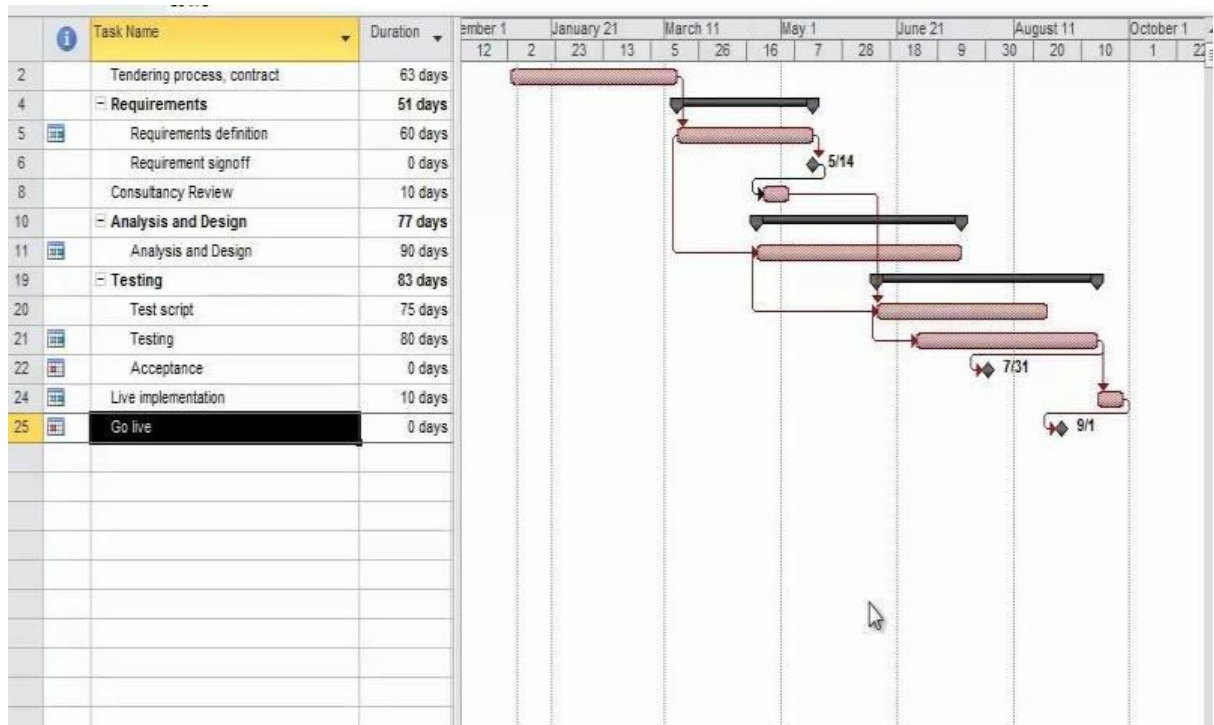 Task Name Duration ember 1 January 21 March 11 May 1 June 21 August 11 October 1
12 2 23 13 5 26 16 7 28 18 9 30 20 10 1 22
2 Tendering process, contract 63 days
4 Requirements 51 days
5 Requirements definition 60 days
6 Requirement signoff 0 days 5/14
8 Consultancy Review 10 days
10 Analysis and Design 77 days
11 Analysis and Design 90 days
19 Testing 83 days
20 Test script 75 days
21 Testing 80 days
22 Acceptance 0 days 7/31
24 Live implementation 10 days
25 Go live 0 days 9/1